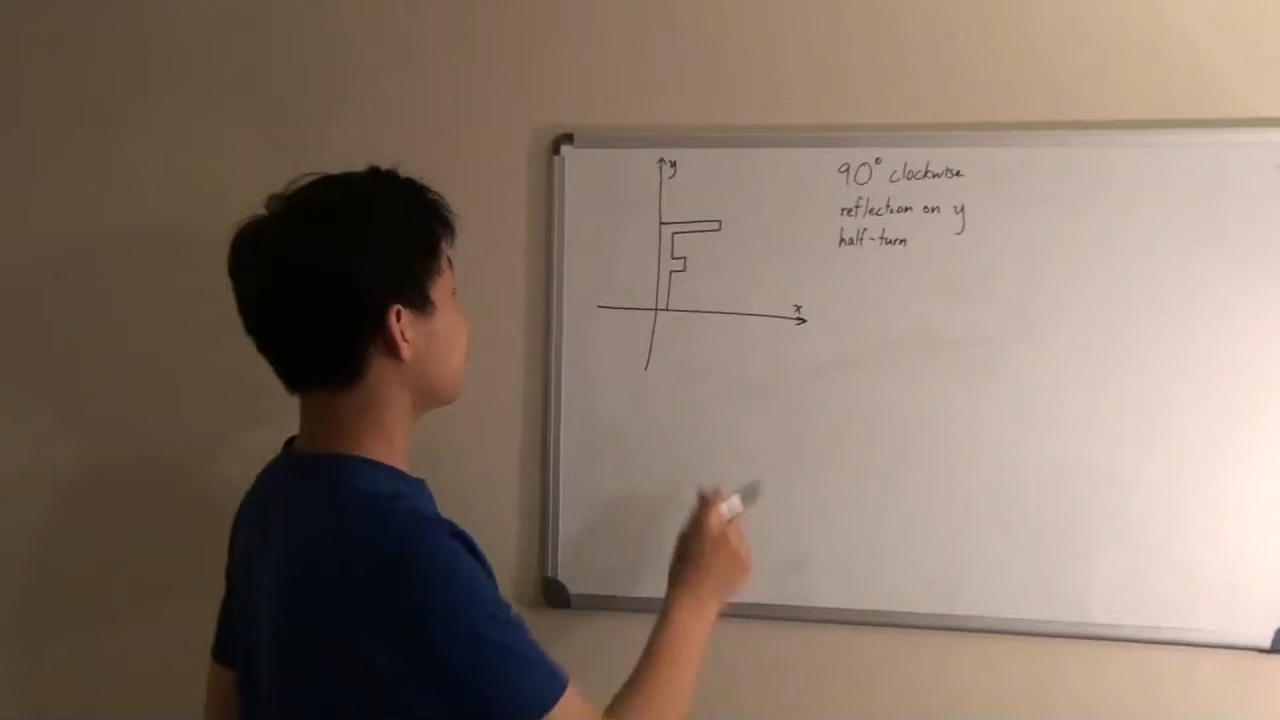 y
90° clockwise
reflection on y
half-turn
x